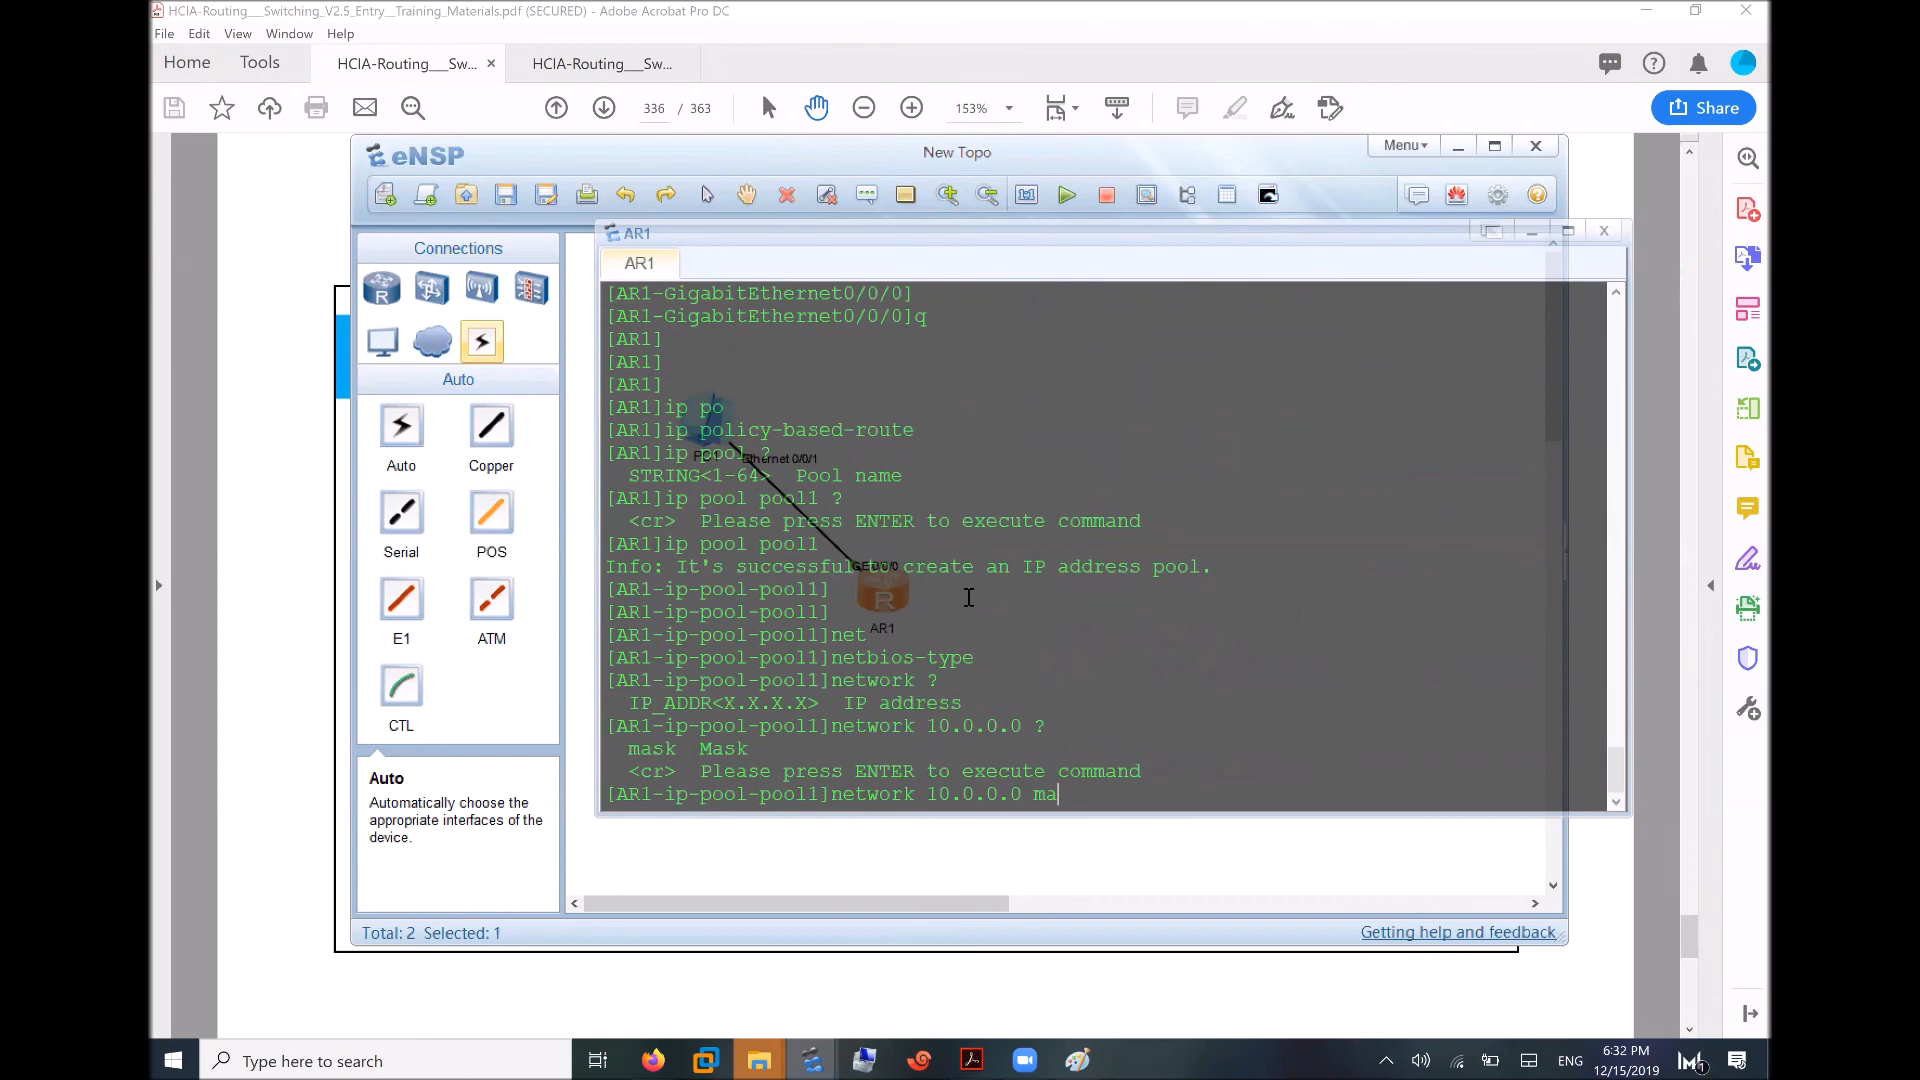 HCIA-Routing___Switching_V2.5_Entry__Training_Materials.pdf (SECURED) - Adobe Acrobat Pro DC
File Edit View Window Help
Home Tools HCIA-Routing___Sw... × HCIA-Routing___Sw...
336 / 363 153% Share
eNSP New Topo Menu
Connections
Auto
Auto Copper
Serial POS
E1 ATM
CTL
Auto
Automatically choose the
appropriate interfaces of the
device.
AR1
AR1
[AR1-GigabitEthernet0/0/0]
[AR1-GigabitEthernet0/0/0]q
[AR1]
[AR1]
[AR1]
[AR1]ip po
[AR1]ip policy-based-route
[AR1]ip pool ?
Ethernet 0/0/1
STRING<1-64> Pool name
[AR1]ip pool pool1 ?
<cr> Please press ENTER to execute command
[AR1]ip pool pool1
Info: It's successful to create an IP address pool.
[AR1-ip-pool-pool1]
[AR1-ip-pool-pool1]
R
AR1
[AR1-ip-pool-pool1]net
[AR1-ip-pool-pool1]netbios-type
[AR1-ip-pool-pool1]network ?
IP_ADDR<X.X.X.X> IP address
[AR1-ip-pool-pool1]network 10.0.0.0 ?
mask Mask
<cr> Please press ENTER to execute command
[AR1-ip-pool-pool1]network 10.0.0.0 ma
Total: 2 Selected: 1 Getting help and feedback
Type here to search
ENG
6:32 PM
12/15/2019